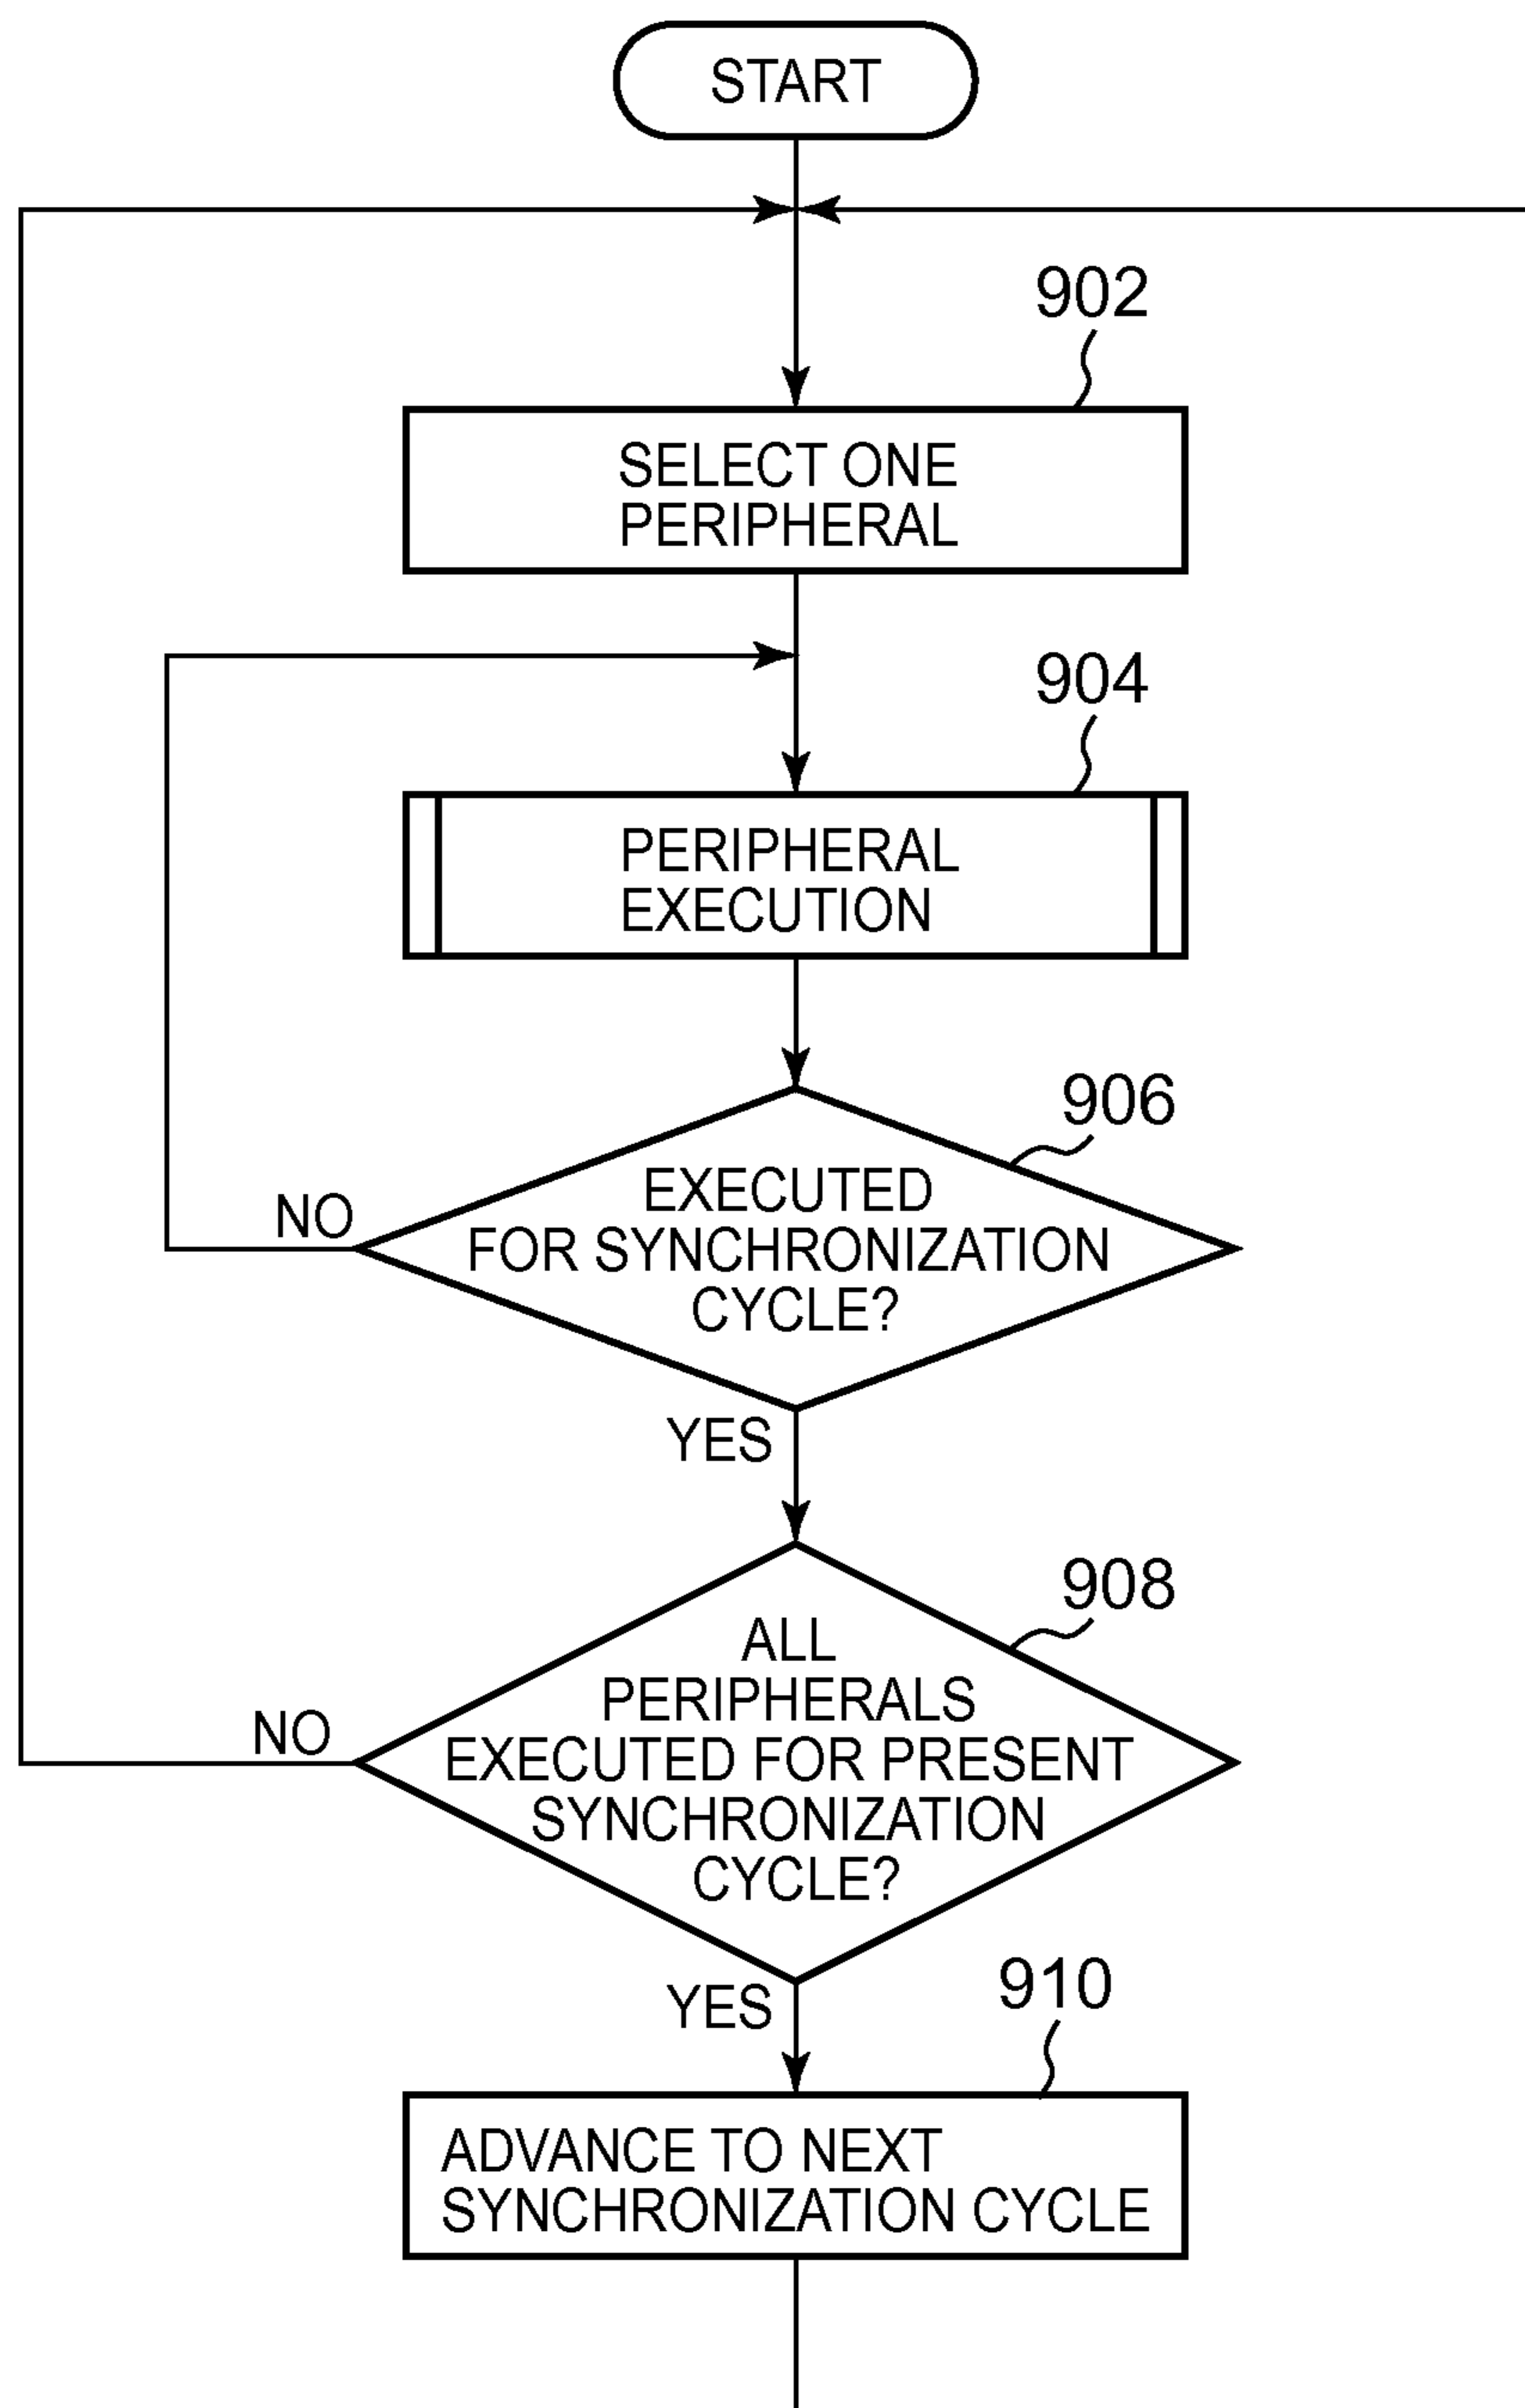 START
902
SELECT ONE
PERIPHERAL
904
PERIPHERAL
EXECUTION
906
EXECUTED
FOR SYNCHRONIZATION
CYCLE?
NO
YES
908
ALL
PERIPHERALS
EXECUTED FOR PRESENT
SYNCHRONIZATION
CYCLE?
NO
YES
910
ADVANCE TO NEXT
SYNCHRONIZATION CYCLE